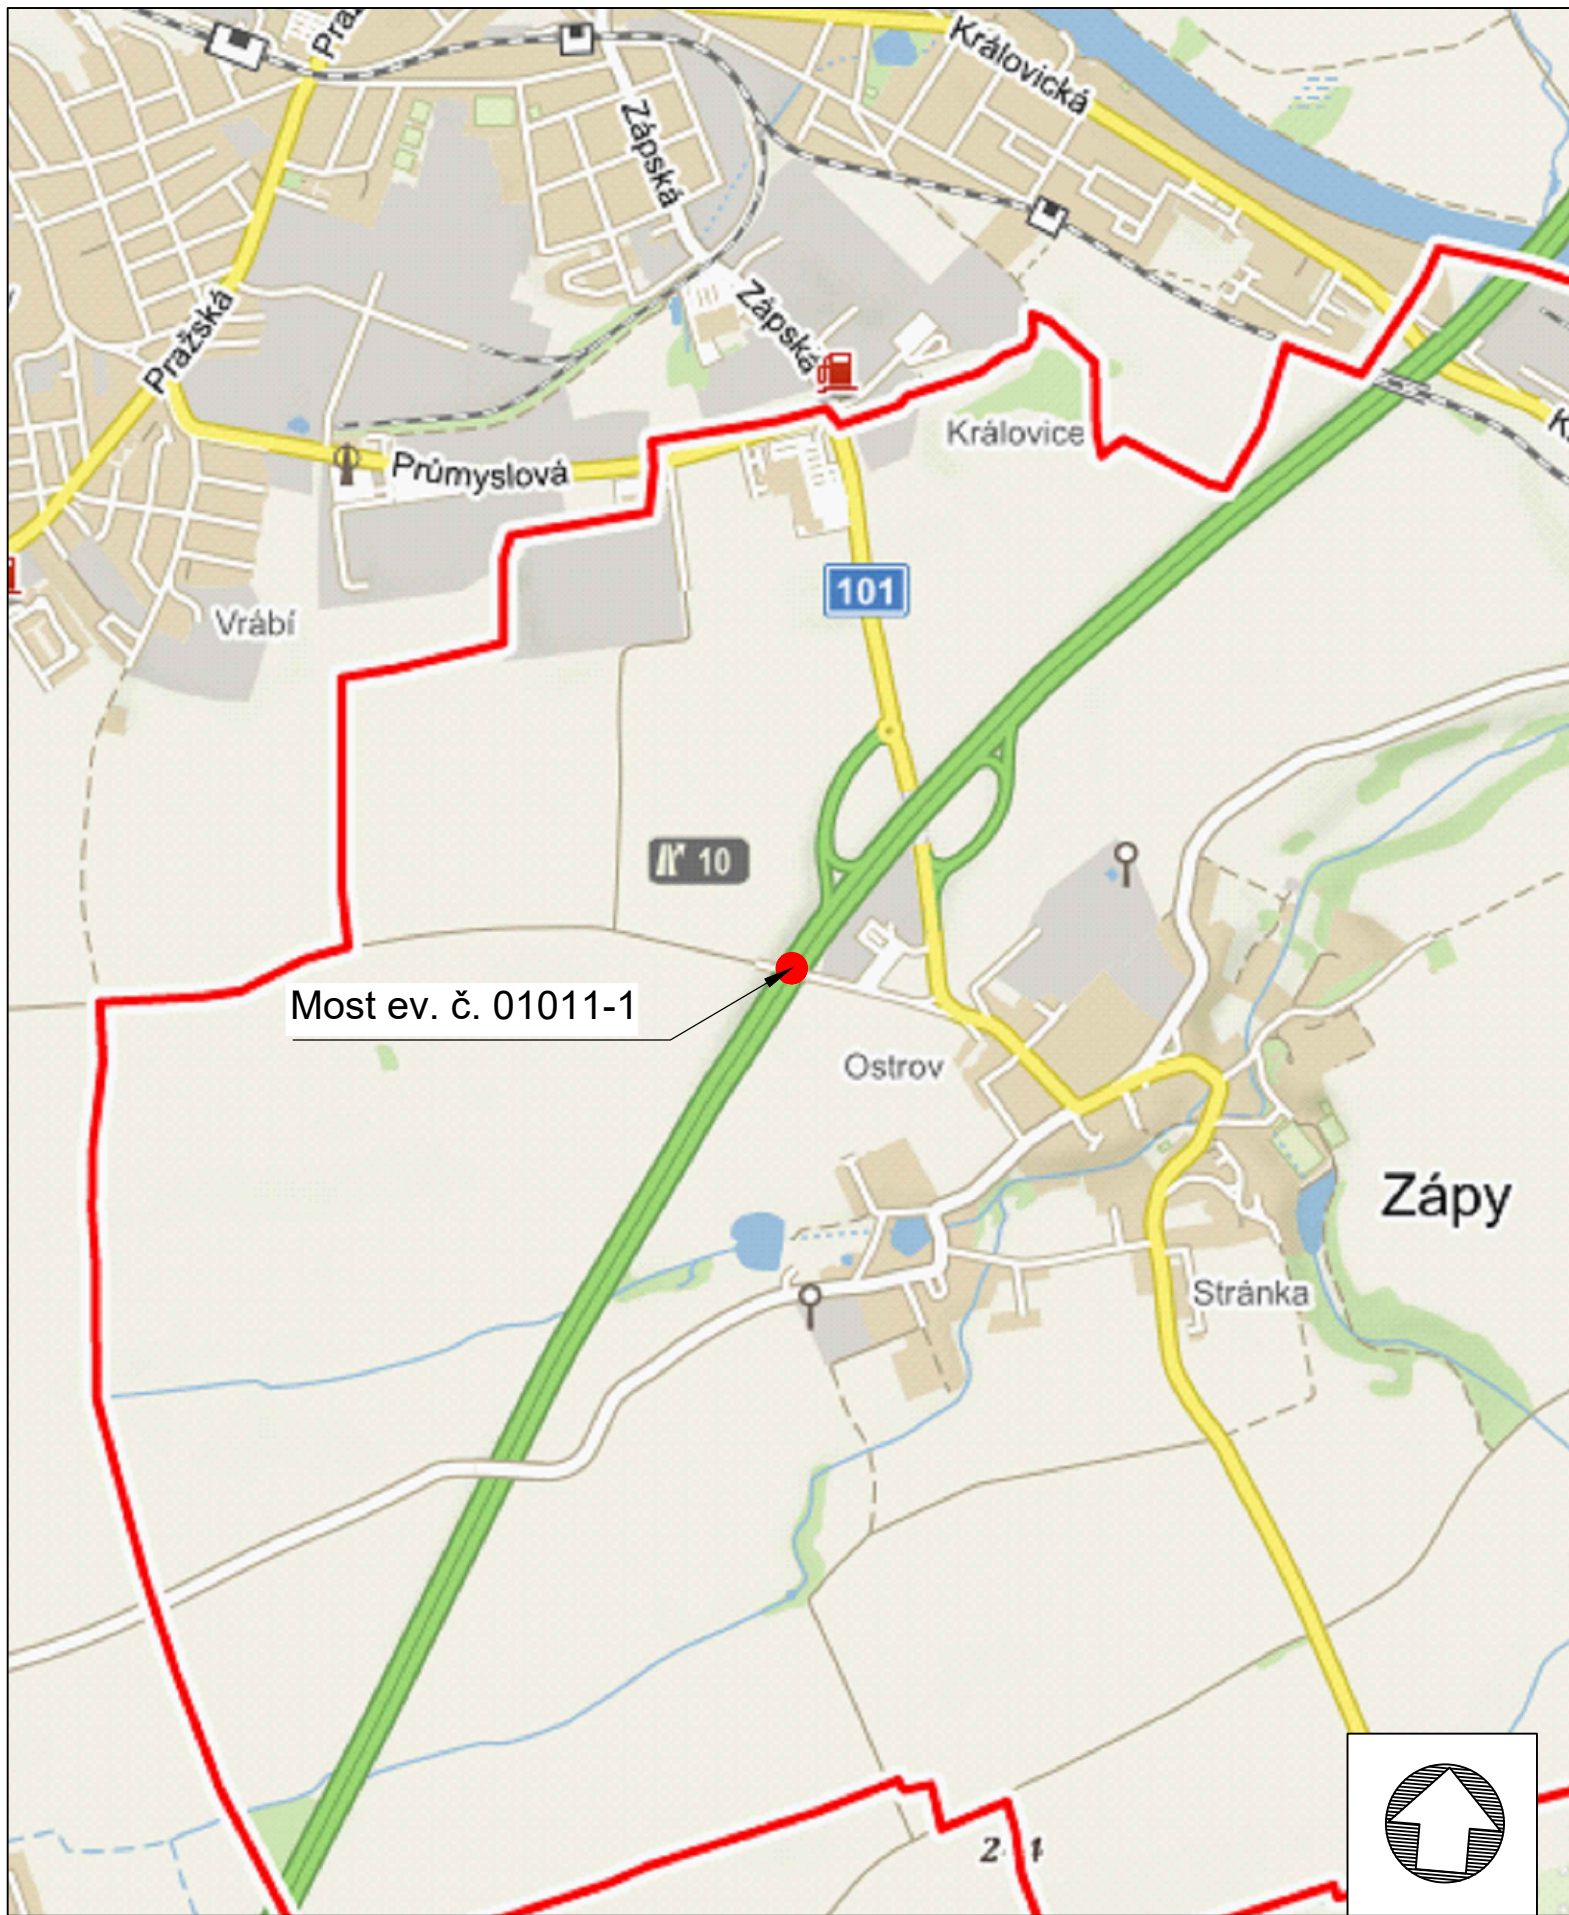 Pra
Královická
Zápská
Zápská
Pražská
Královice
Průmyslová
101
Vrábí
10
Most ev. č. 01011-1
Ostrov
Zápy
Stránka